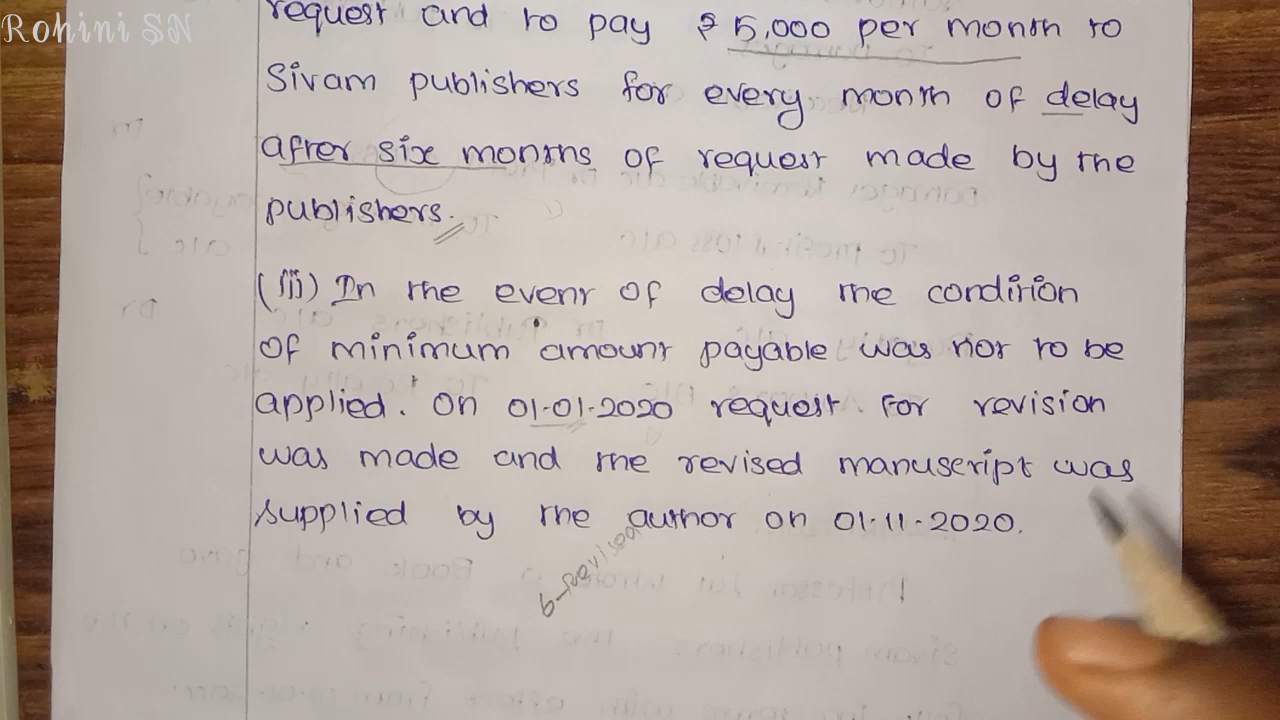 Rohini SN
request and to pay ₹ 5,000 per month to
Sivam publishers for every month of delay
after six months of request made by the
publishers.
(iii) In the event of delay the condition
of minimum amount payable was not to be
applied. On 01.01.2020 request for revision
was made and the revised manuscript was
supplied by the author on 01.11.2020.
6→revised